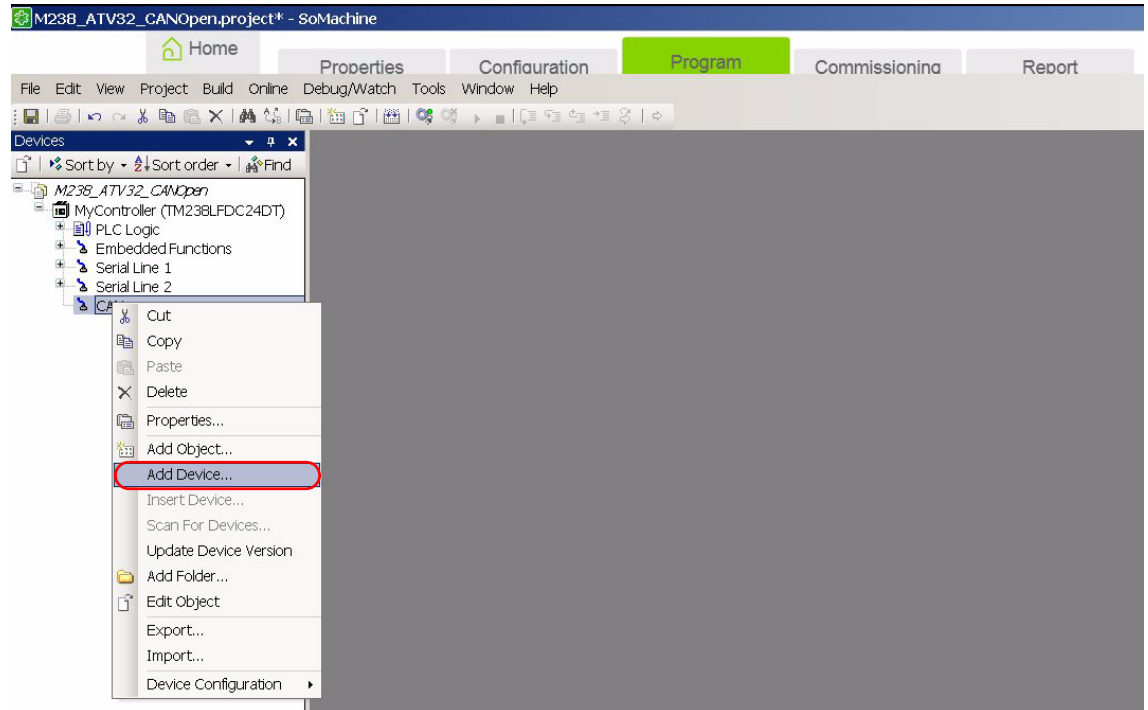 M238_ATV32_CANOpen.project* - SoMachine
Home
Properties Configuration Program Commissioning Report
File Edit View Project Build Online Debug/Watch Tools Window Help
Devices
Sort by Sort order Find
M238_ATV32_CANOpen
MyController (TM238LFDC24DT)
PLC Logic
Embedded Functions
Serial Line 1
Serial Line 2
Cut
Copy
Paste
Delete
Properties...
Add Object...
Add Device...
Insert Device...
Scan For Devices...
Update Device Version
Add Folder...
Edit Object
Export...
Import...
Device Configuration